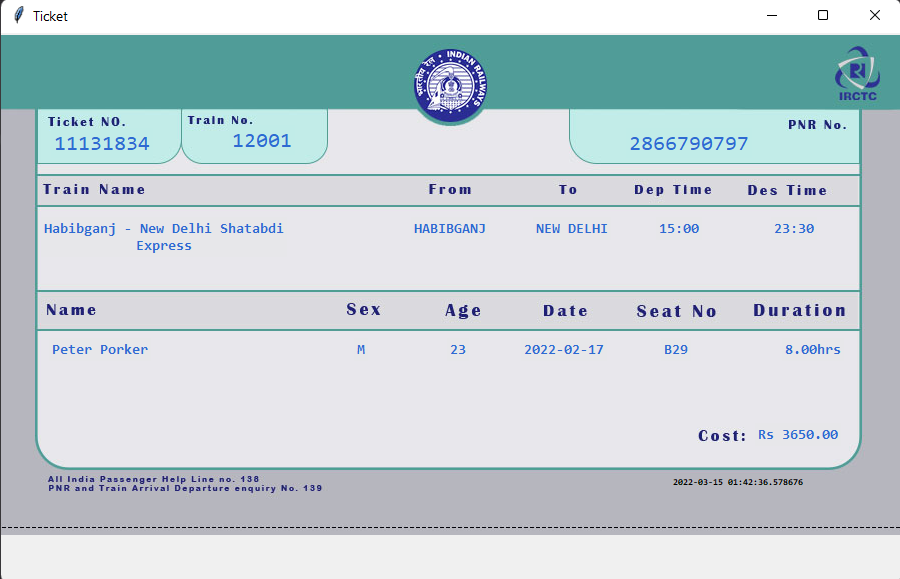 Ticket
भारतीय रेल INDIAN RAILWAYS
IRCTC
Ticket NO. Train No. PNR No.
11131834 12001 2866790797
Train Name From To Dep Time Des Time
Habibganj - New Delhi Shatabdi HABIBGANJ NEW DELHI 15:00 23:30
Express
Name Sex Age Date Seat No Duration
Peter Porker M 23 2022-02-17 B29 8.00hrs
Cost: Rs 3650.00
All India Passenger Help Line no. 138
PNR and Train Arrival Departure enquiry No. 139
2022-03-15 01:42:36.578676